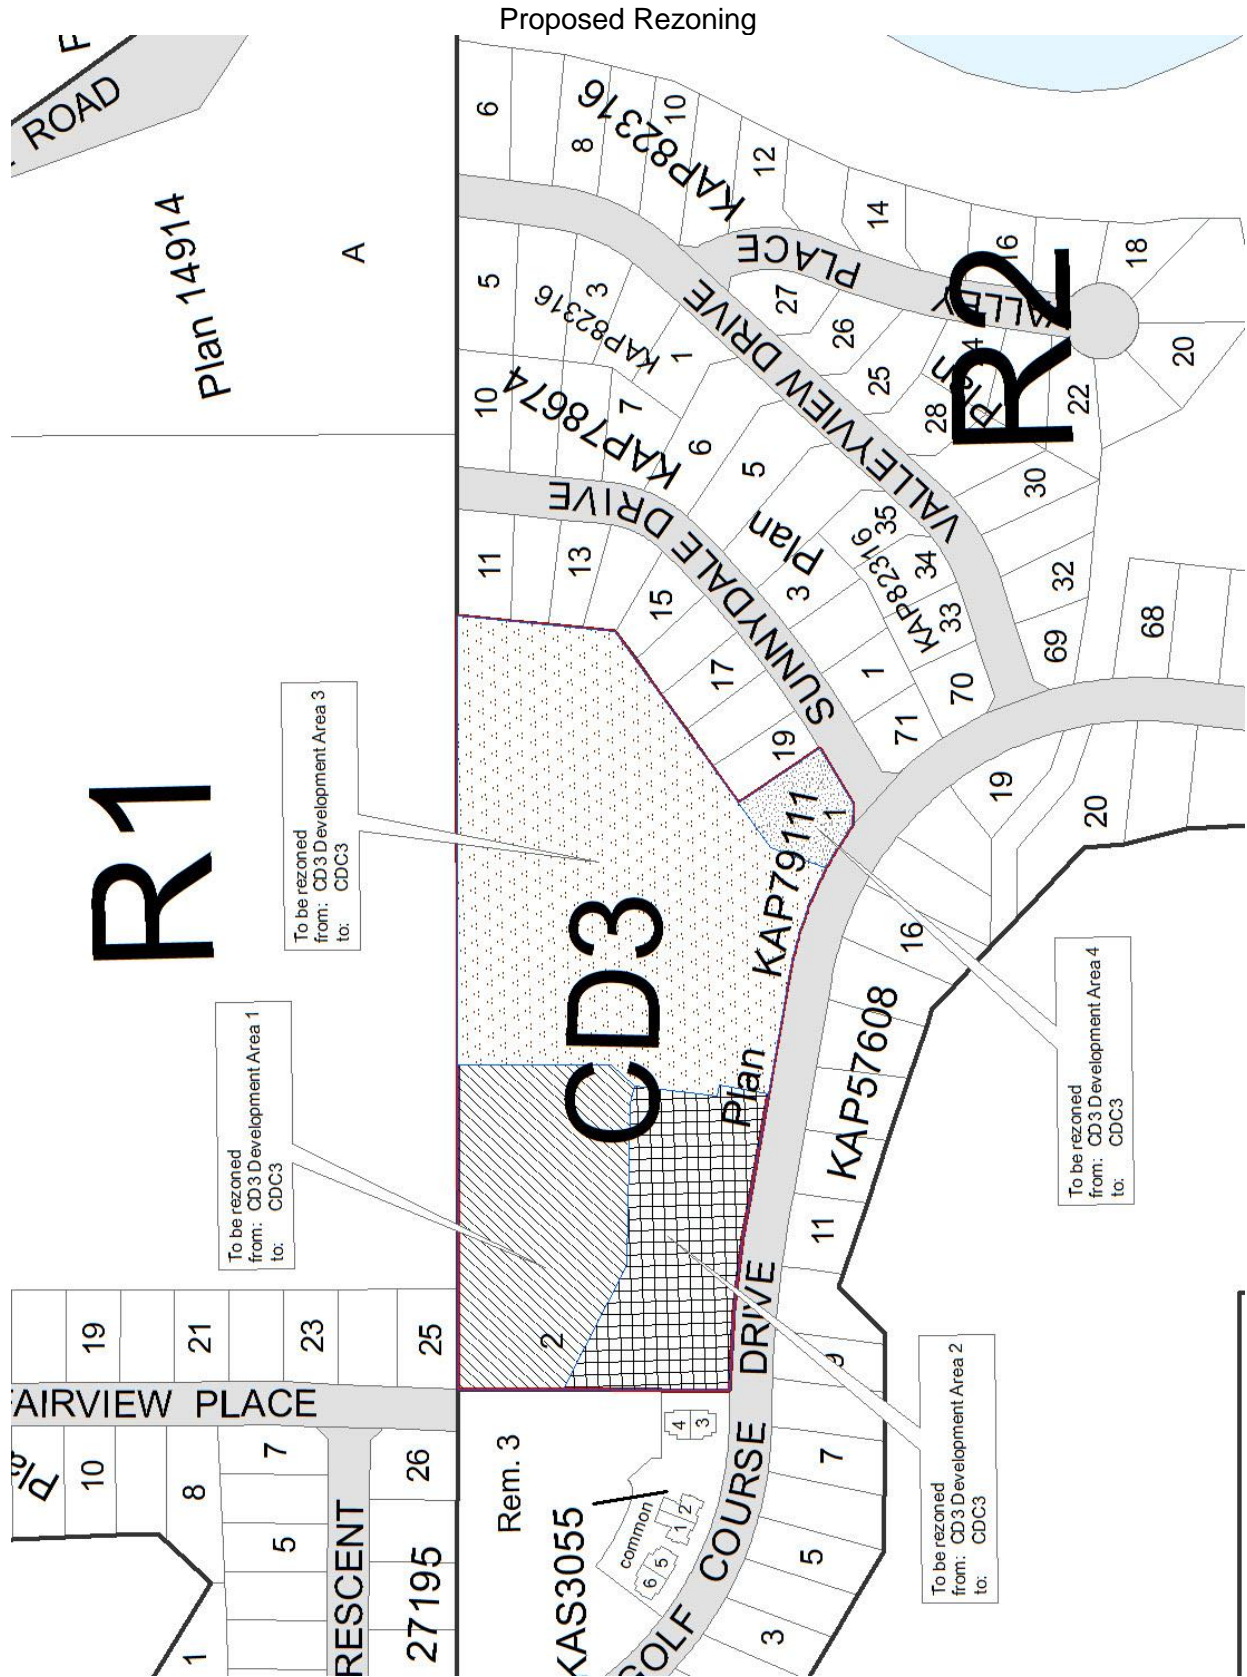 Proposed Rezoning
ROAD
Plan 14914
A
R1
To be rezoned
from: CD3 Development Area 3
to: CDC3
To be rezoned
from: CD3 Development Area 1
to: CDC3
19
21
23
25
AIRVIEW PLACE
10
8
7
5
26
1
RESCENT
27195
6
8
10
12
14
16
18
20
22
KAP82316
VALLEY PLACE
5
3
1
KAP82316
27
26
25
24
28
30
32
Plan
R2
VALLEYVIEW DRIVE
10
7
6
5
3
1
Plan KAP78674
35
34
33
KAP82316
70
71
69
68
SUNNYDALE DRIVE
11
13
15
17
19
CD3
2
1
Plan KAP79111
19
20
16
11
9
7
5
3
KAP57608
GOLF COURSE DRIVE
Rem. 3
KAS3055
common
4
3
2
1
5
6
To be rezoned
from: CD3 Development Area 4
to: CDC3
To be rezoned
from: CD3 Development Area 2
to: CDC3